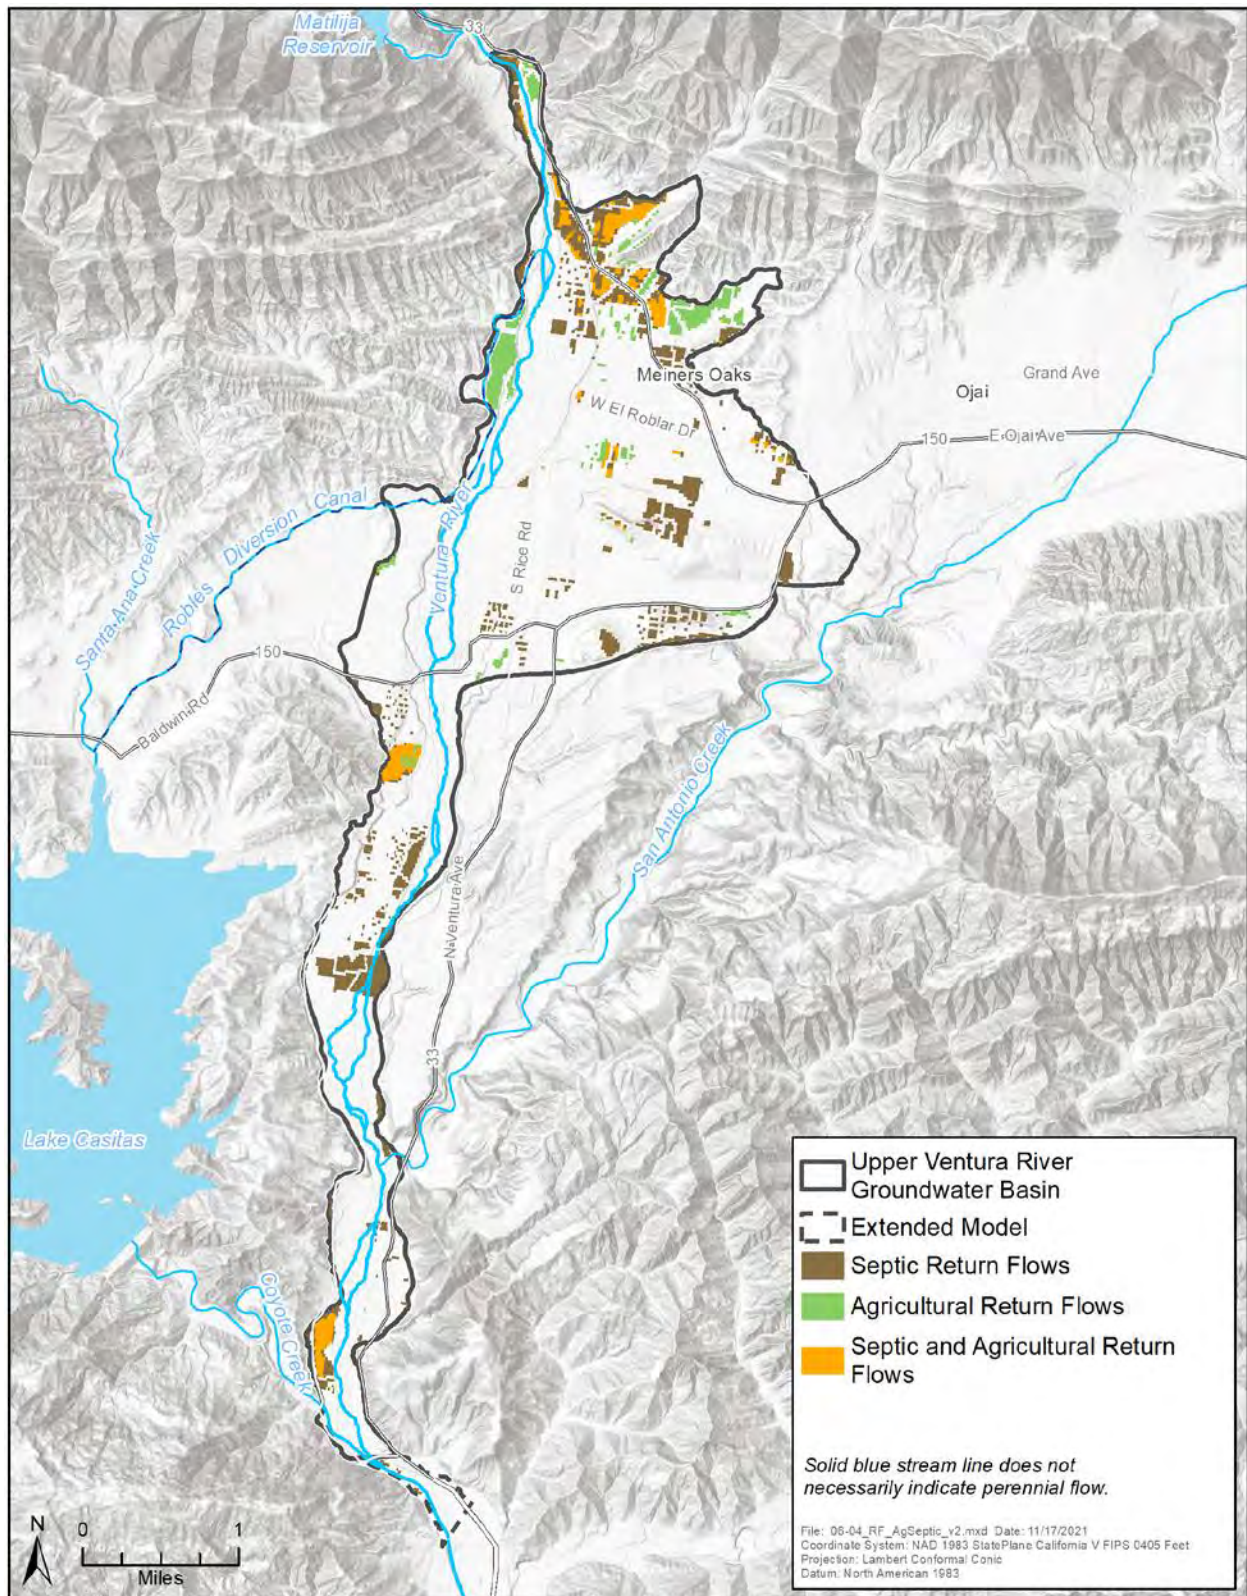 Matilija
Reservoir
33
Meiners Oaks
Grand Ave
Ojai
W El Roblar Dr
150
E Ojai Ave
Robles Diversion Canal
Ventura River
S Rice Rd
Santa Ana Creek
150
Baldwin Rd
San Antonio Creek
N Ventura Ave
33
Lake Casitas
Coyote Creek
Upper Ventura River
Groundwater Basin
Extended Model
Septic Return Flows
Agricultural Return Flows
Septic and Agricultural Return
Flows
Solid blue stream line does not
necessarily indicate perennial flow.
File: 06-04_RF_AgSeptic_v2.mxd Date: 11/17/2021
Coordinate System: NAD 1983 StatePlane California V FIPS 0405 Feet
Projection: Lambert Conformal Conic
Datum: North American 1983
N
0 1
Miles